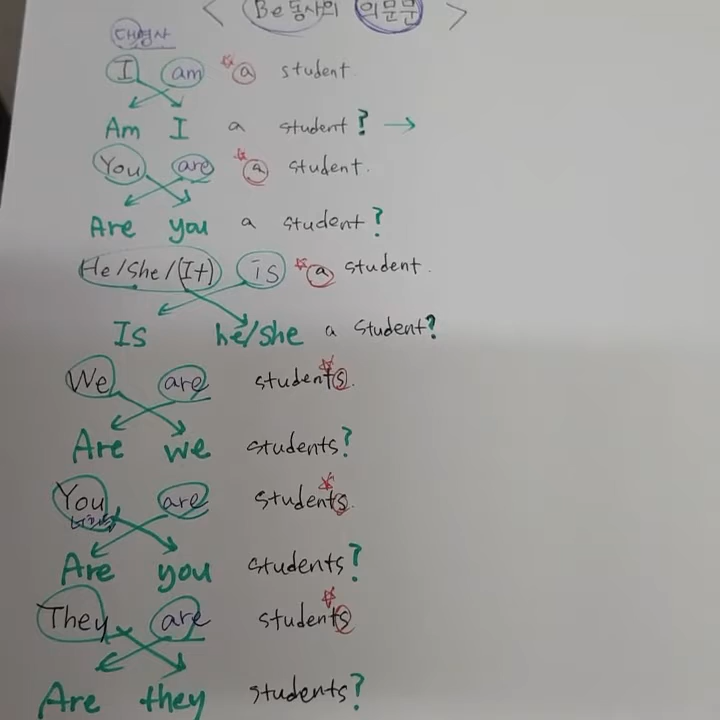 < Be동사의 의문문 >
대명사
I am a student.
Am I a student? →
You are a student.
Are you a student?
He/She/(It) is a student.
Is he/she a student?
We are students.
Are we students?
You are students.
Are you students?
They are students
Are they students?